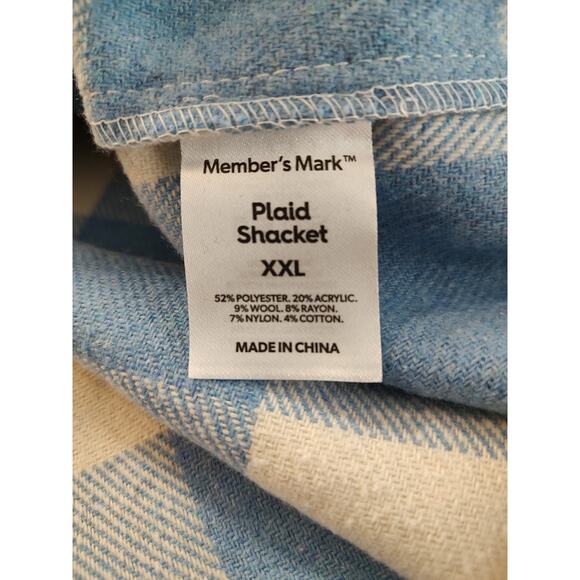 Member's Mark™
Plaid
Shacket
XXL
52% POLYESTER. 20% ACRYLIC.
9% WOOL. 8% RAYON.
7% NYLON. 4% COTTON.
MADE IN CHINA